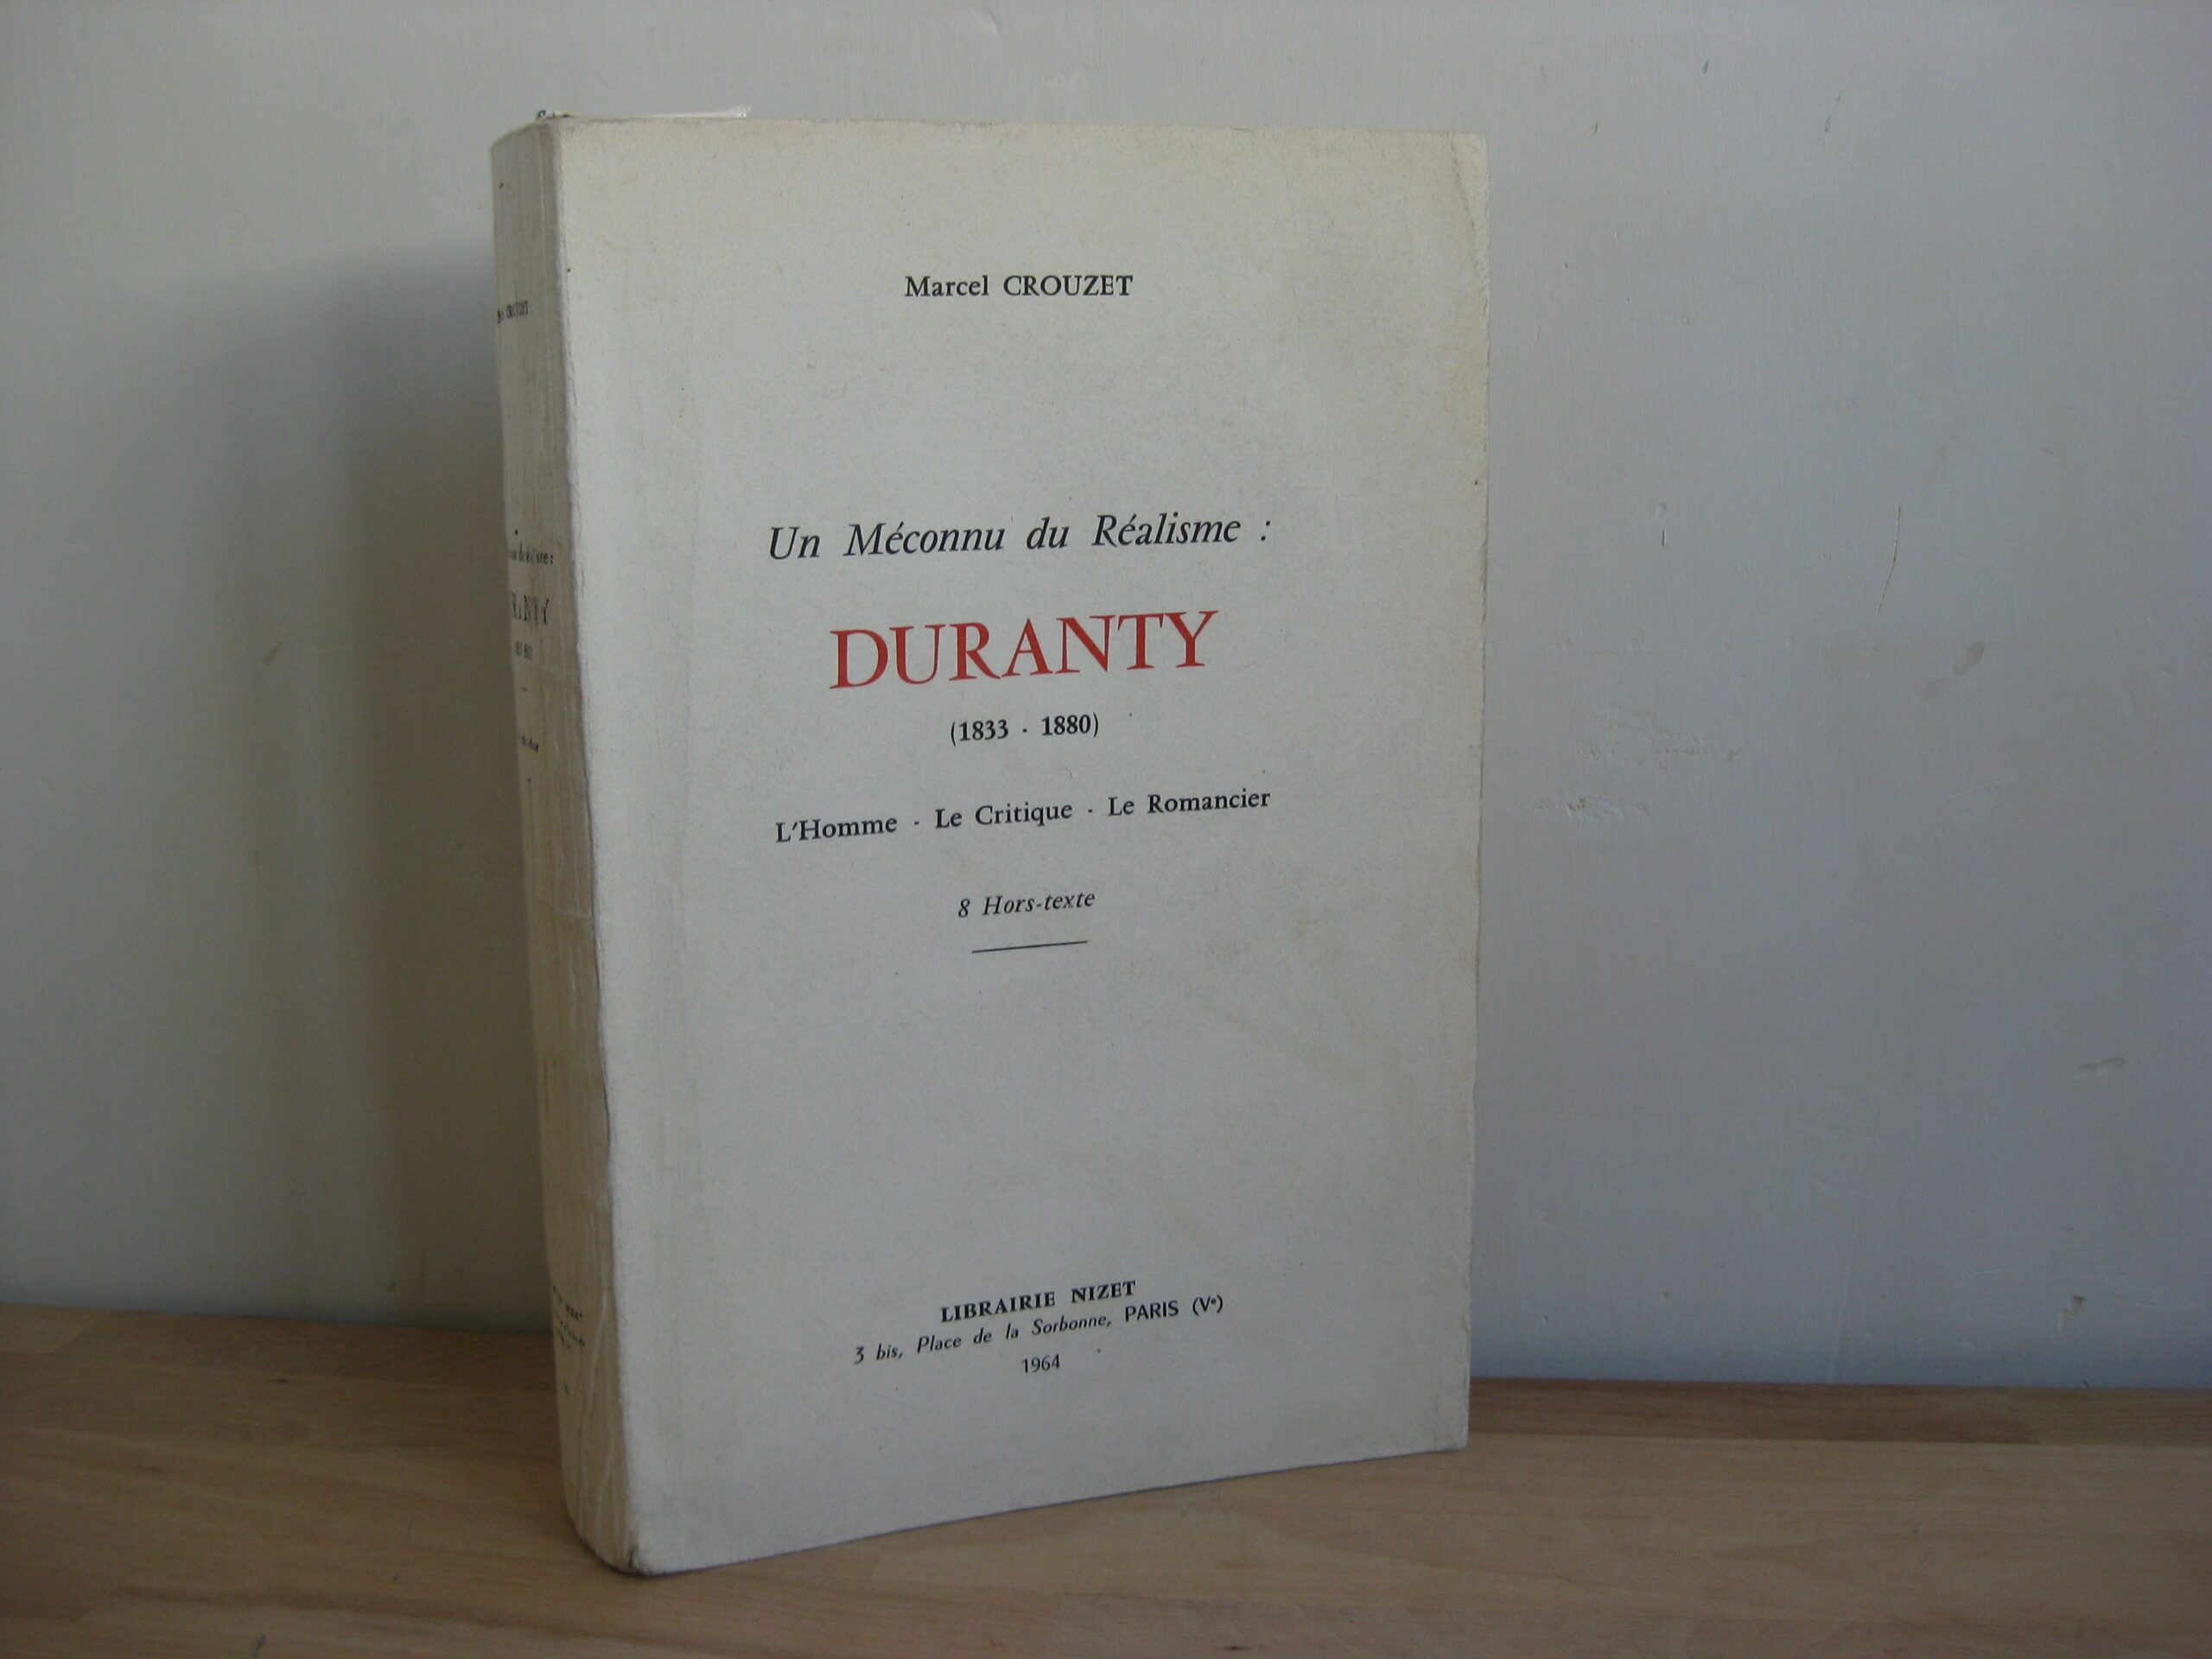 Marcel CROUZET
Un Méconnu du Réalisme :
DURANTY
(1833 - 1880)
L'Homme - Le Critique - Le Romancier
8 Hors-texte
LIBRAIRIE NIZET
3 bis, Place de la Sorbonne, PARIS (Ve)
1964
CROUZET